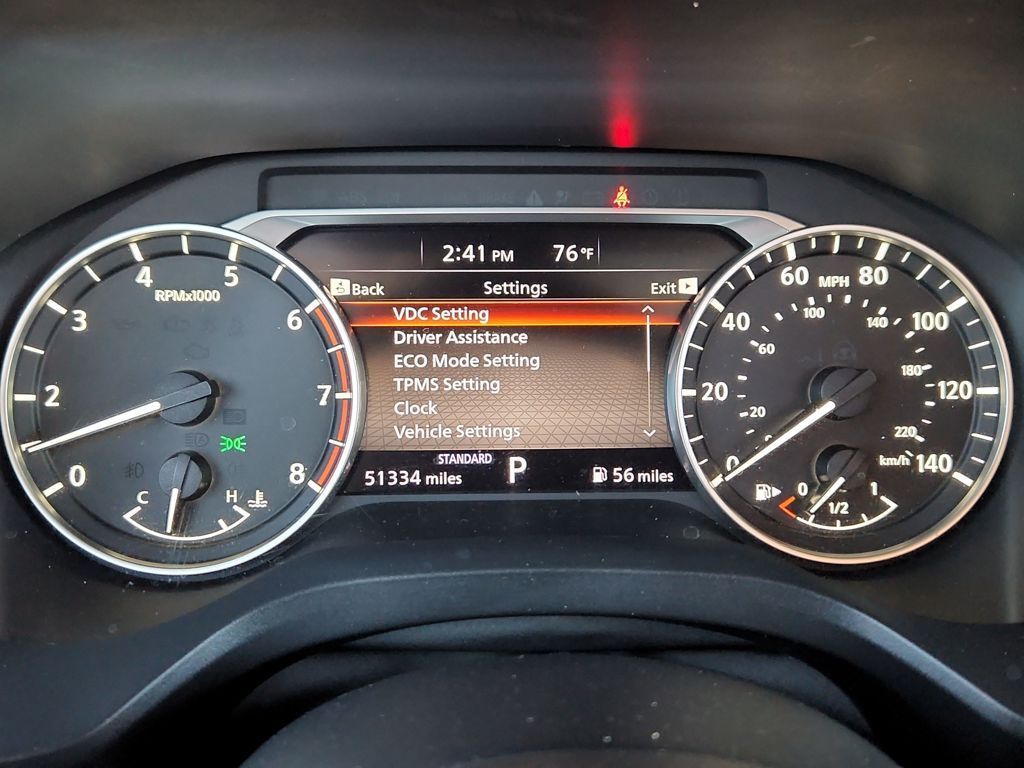 2:41 PM 76°F
Back Settings Exit
VDC Setting
Driver Assistance
ECO Mode Setting
TPMS Setting
Clock
Vehicle Settings
STANDARD
51334 miles P 56 miles
RPMx1000
0 2 3 4 5 6 7 8
C H
MPH
0 20 40 60 80 100 120 140
0 20 60 100 140 180 220
km/h
0 1/2 1